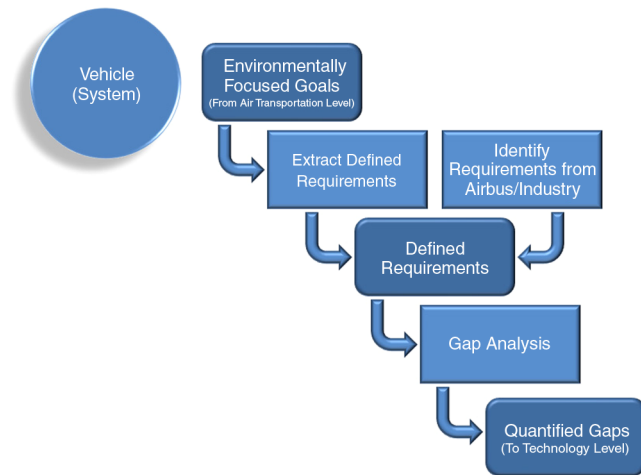 Vehicle
(System)
Environmentally
Focused Goals
(From Air Transportation Level)
Extract Defined
Requirements
Identify
Requirements from
Airbus/Industry
Defined
Requirements
Gap Analysis
Quantified Gaps
(To Technology Level)